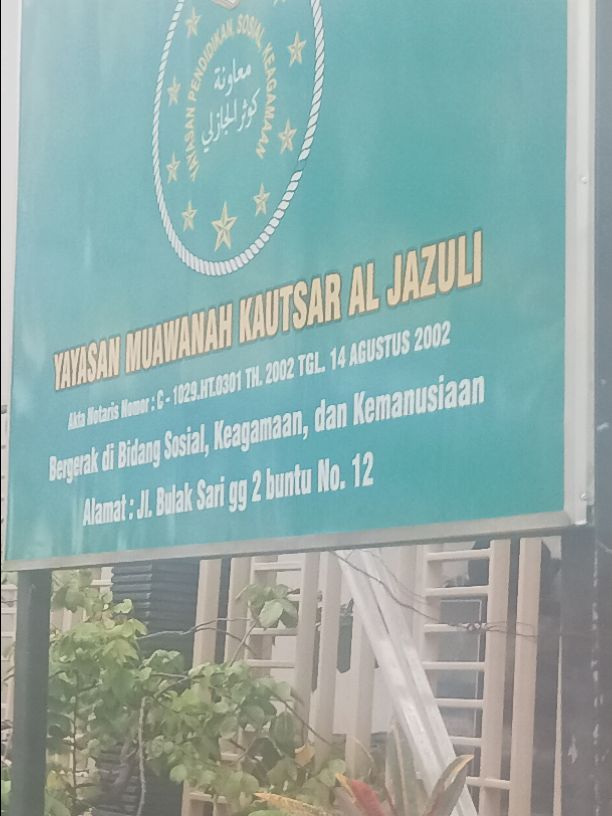 YAYASAN PENDIDIKAN SOSIAL KEAGAMAAN
معاونة
كوثر الجازلي
YAYASAN MUAWANAH KAUTSAR AL JAZULI
Akta Notaris Nomor : C - 1029.HT.0301 TH. 2002 TGL. 14 AGUSTUS 2002
Bergerak di Bidang Sosial, Keagamaan, dan Kemanusiaan
Alamat : Jl. Bulak Sari gg 2 buntu No. 12